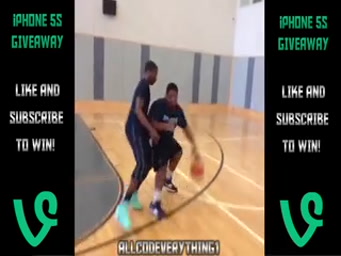 iPHONE 5S
GIVEAWAY
LIKE AND
SUBSCRIBE
TO WIN!
iPHONE 5S
GIVEAWAY
LIKE AND
SUBSCRIBE
TO WIN!
ALLCODEVERYTHING1